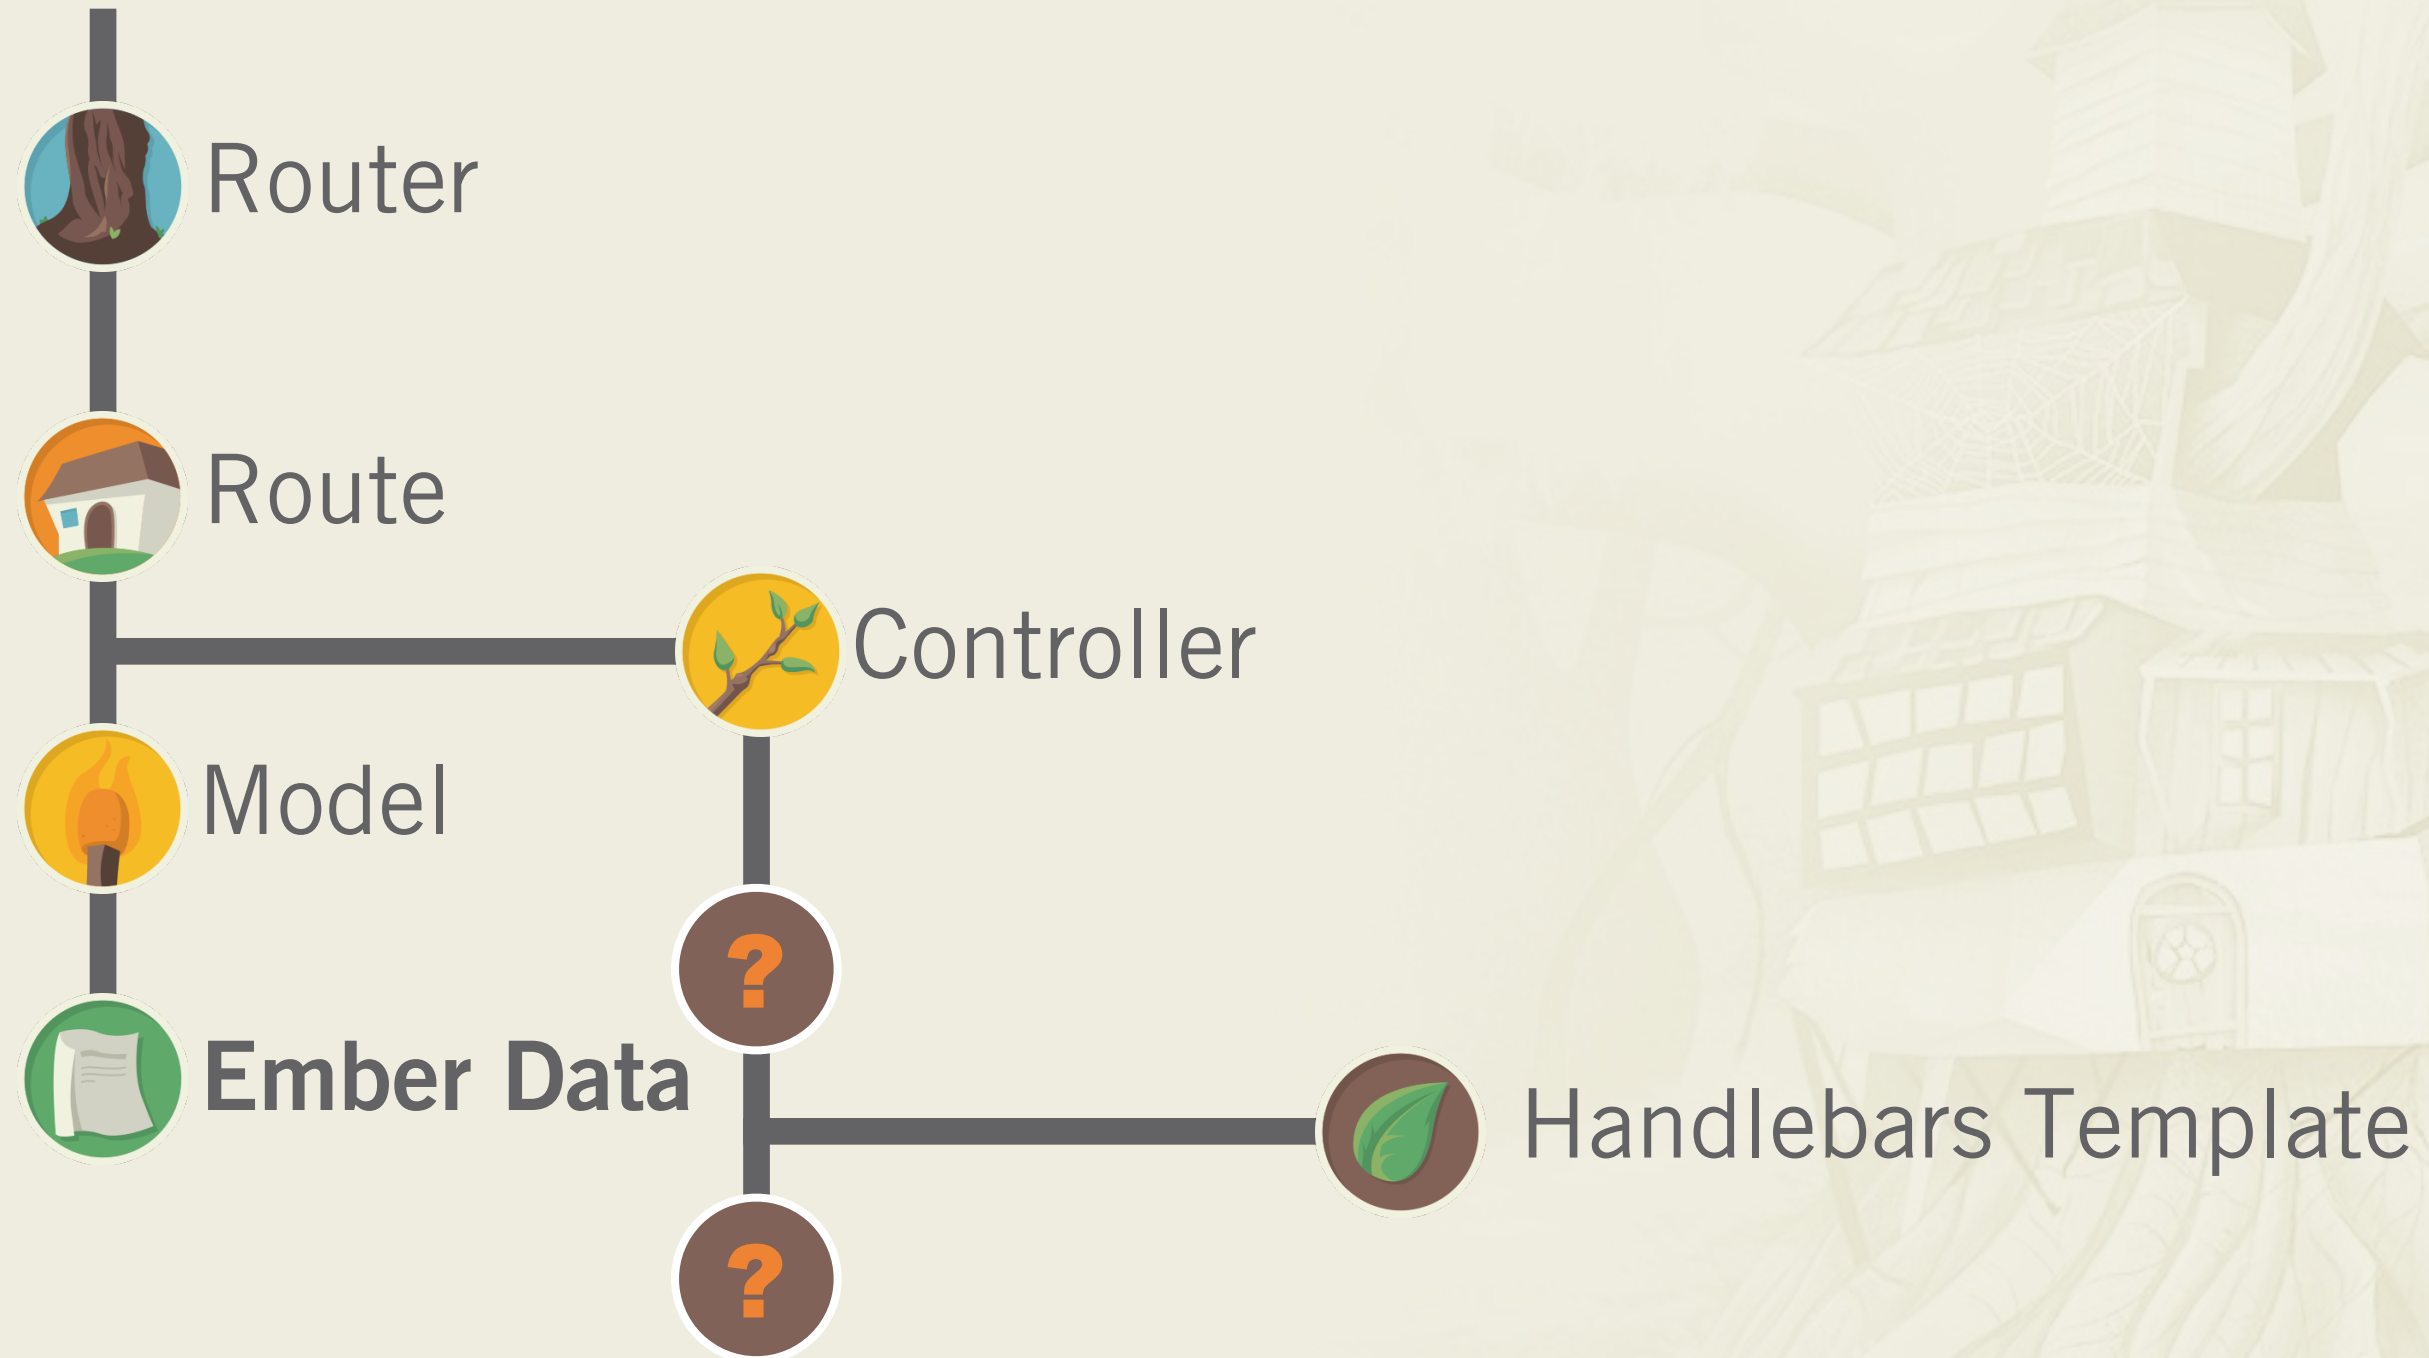 Router
Route
Controller
Model
?
Ember Data
Handlebars Template
?